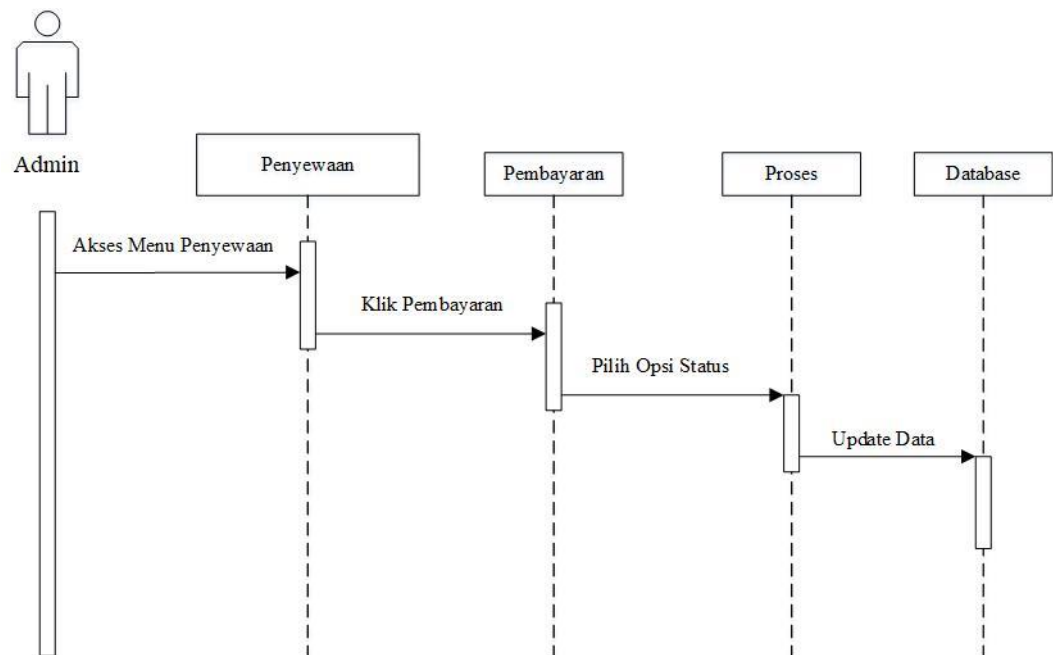 Admin
Penyewaan
Pembayaran
Proses
Database
Akses Menu Penyewaan
Klik Pembayaran
Pilih Opsi Status
Update Data